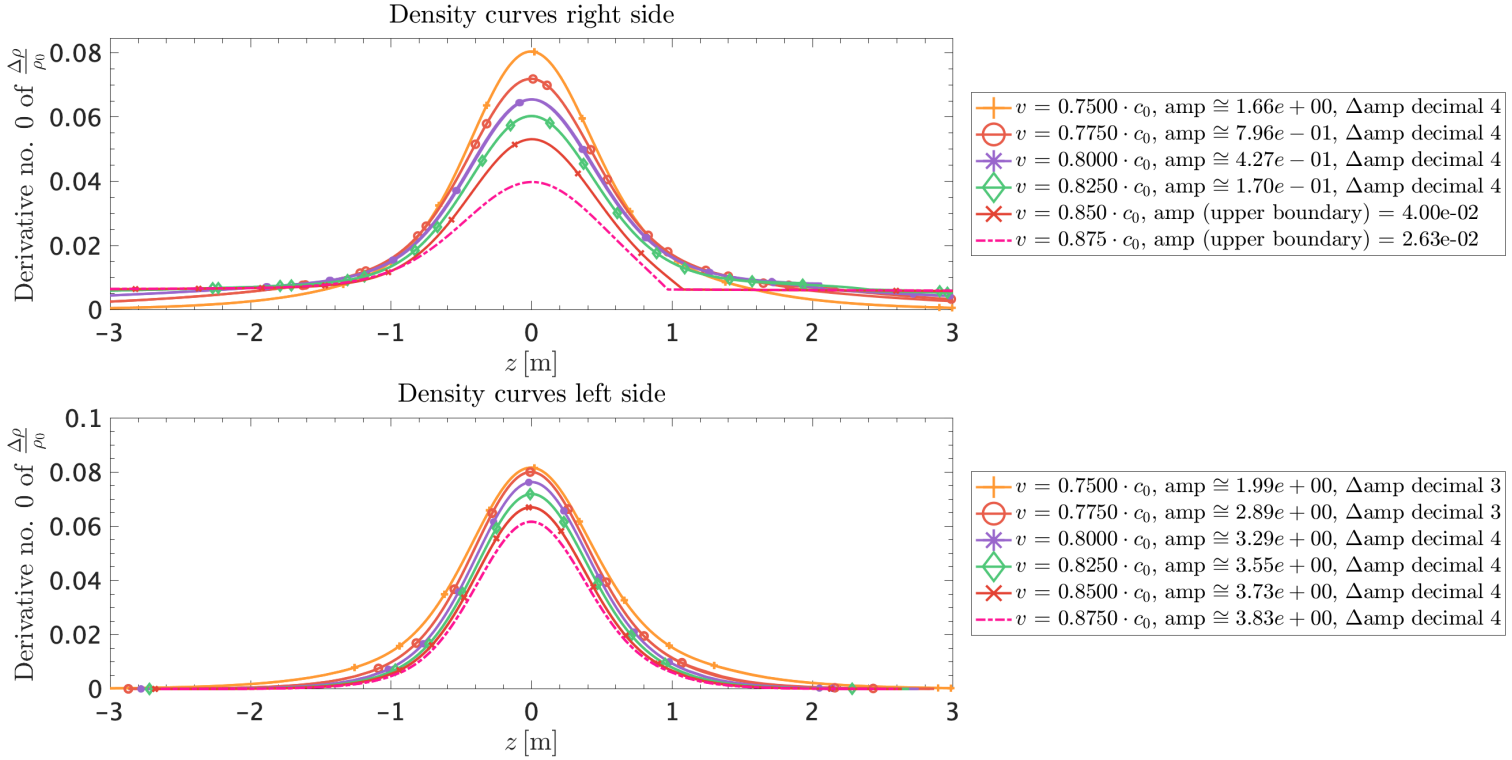 Density curves right side
Derivative no. 0 of Δρ/ρ₀
0.08
0.06
0.04
0.02
0
−3
−2
−1
0
1
2
3
z [m]
v = 0.7500 · c₀, amp ≅ 1.66e + 00, Δamp decimal 4
v = 0.7750 · c₀, amp ≅ 7.96e − 01, Δamp decimal 4
v = 0.8000 · c₀, amp ≅ 4.27e − 01, Δamp decimal 4
v = 0.8250 · c₀, amp ≅ 1.70e − 01, Δamp decimal 4
v = 0.850 · c₀, amp (upper boundary) = 4.00e-02
v = 0.875 · c₀, amp (upper boundary) = 2.63e-02
Density curves left side
Derivative no. 0 of Δρ/ρ₀
0.1
0.08
0.06
0.04
0.02
0
−3
−2
−1
0
1
2
3
z [m]
v = 0.7500 · c₀, amp ≅ 1.99e + 00, Δamp decimal 3
v = 0.7750 · c₀, amp ≅ 2.89e + 00, Δamp decimal 3
v = 0.8000 · c₀, amp ≅ 3.29e + 00, Δamp decimal 4
v = 0.8250 · c₀, amp ≅ 3.55e + 00, Δamp decimal 4
v = 0.8500 · c₀, amp ≅ 3.73e + 00, Δamp decimal 4
v = 0.8750 · c₀, amp ≅ 3.83e + 00, Δamp decimal 4